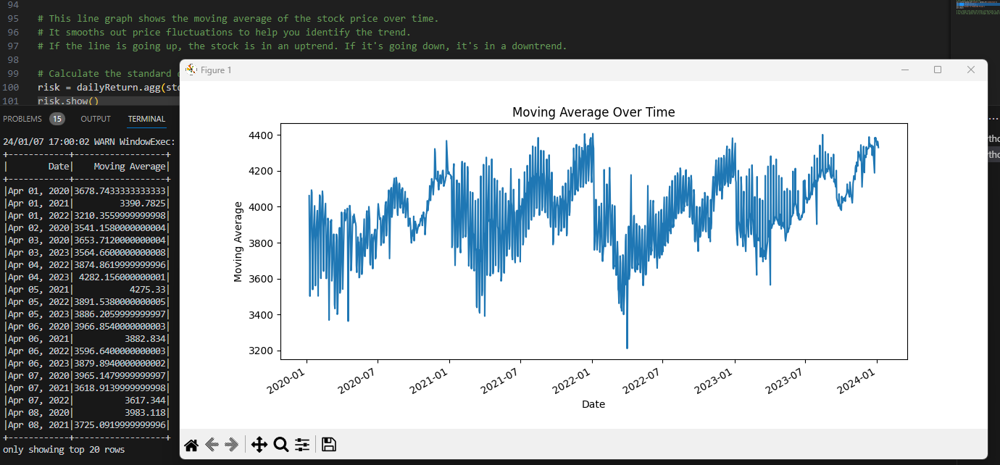 94
95 # This line graph shows the moving average of the stock price over time.
96 # It smooths out price fluctuations to help you identify the trend.
97 # If the line is going up, the stock is in an uptrend. If it's going down, it's in a downtrend.
98
99 # Calculate the standard
100 risk = dailyReturn.agg(
101 risk.show()
PROBLEMS 15 OUTPUT TERMINAL
24/01/07 17:00:02 WARN WindowExec:
+------------+------------------+
|        Date|    Moving Average|
+------------+------------------+
|Apr 01, 2020|3678.7433333333333|
|Apr 01, 2021|         3390.7825|
|Apr 01, 2022|3210.3559999999998|
|Apr 02, 2020|3541.1580000000004|
|Apr 03, 2020|3653.7120000000004|
|Apr 03, 2023|3564.6600000000008|
|Apr 04, 2022|3874.8619999999996|
|Apr 04, 2023| 4282.156000000001|
|Apr 05, 2021|           4275.33|
|Apr 05, 2022|3891.5380000000005|
|Apr 05, 2023|3886.2059999999997|
|Apr 06, 2020|3966.8540000000003|
|Apr 06, 2021|          3882.834|
|Apr 06, 2022|3596.6400000000003|
|Apr 06, 2023|3879.8940000000002|
|Apr 07, 2020|3965.1479999999997|
|Apr 07, 2021|3618.9139999999998|
|Apr 07, 2022|          3617.344|
|Apr 08, 2020|          3983.118|
|Apr 08, 2021|3725.0919999999996|
+------------+------------------+
only showing top 20 rows
Figure 1
Moving Average Over Time
Moving Average
4400
4200
4000
3800
3600
3400
3200
2020-01 2020-07 2021-01 2021-07 2022-01 2022-07 2023-01 2023-07 2024-01
Date